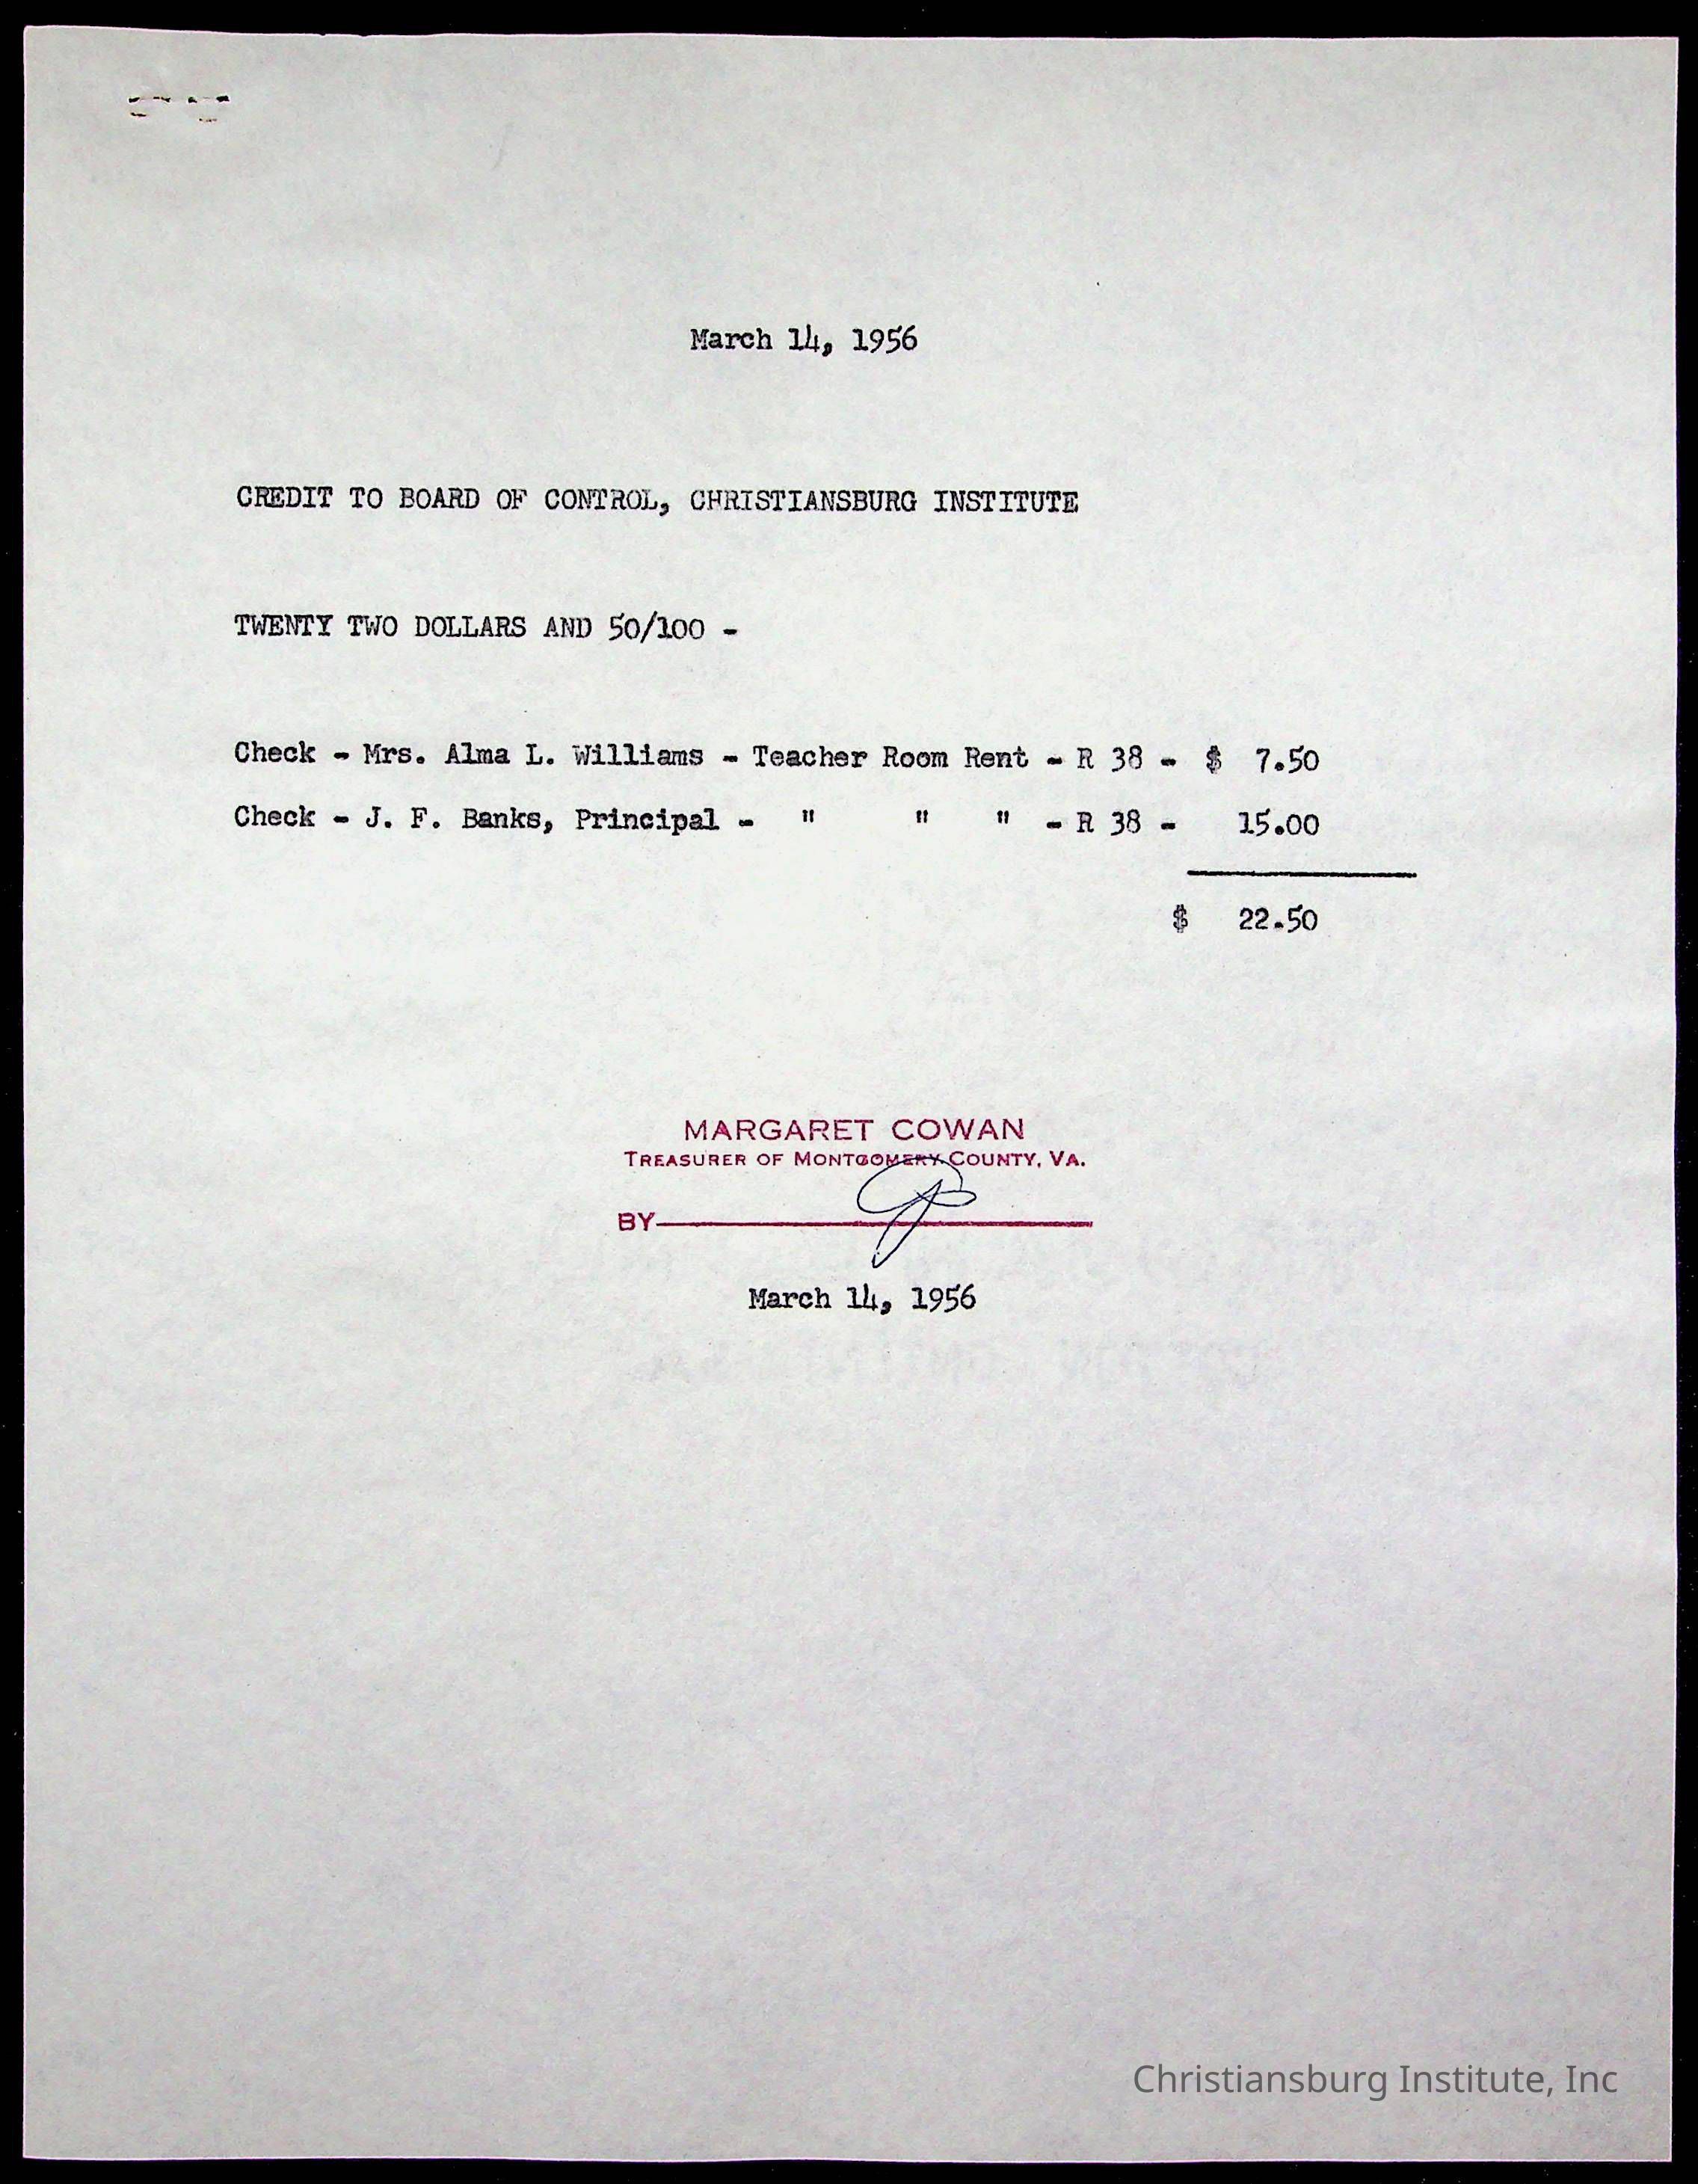 March 14, 1956
CREDIT TO BOARD OF CONTROL, CHRISTIANSBURG INSTITUTE
TWENTY TWO DOLLARS AND 50/100 -
Check - Mrs. Alma L. Williams - Teacher Room Rent - R 38 - $ 7.50
Check - J. F. Banks, Principal - " " " - R 38 - 15.00
$ 22.50
MARGARET COWAN
TREASURER OF MONTGOMERY COUNTY, VA.
BY
March 14, 1956
Christiansburg Institute, Inc